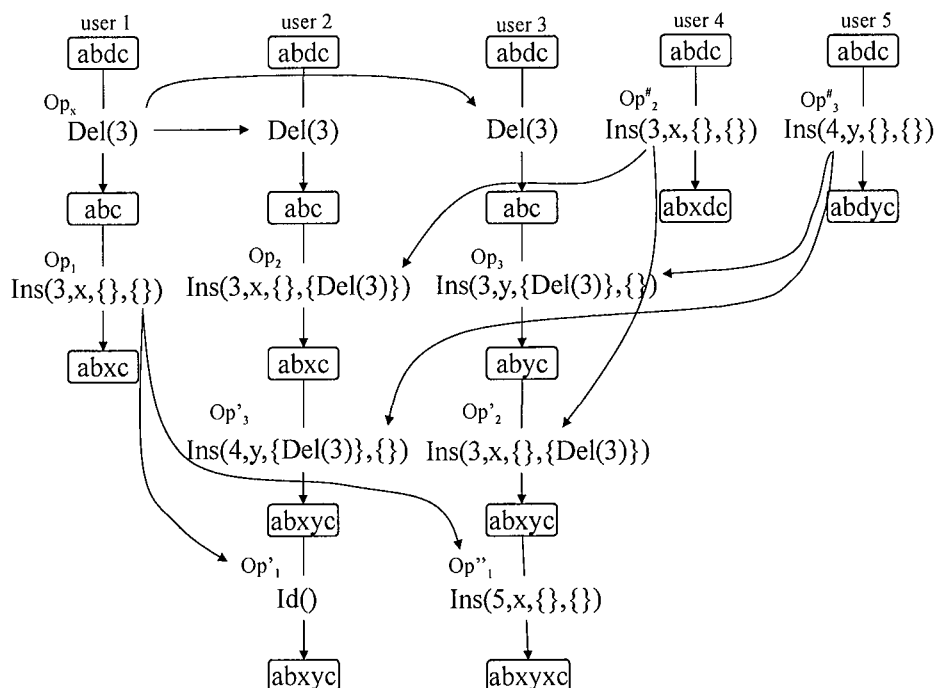 user 1 user 2 user 3 user 4 user 5
abdc abdc abdc abdc abdc
Opx Op#2 Op#3
Del(3) Del(3) Del(3) Ins(3,x,{},{}) Ins(4,y,{},{})
abc abc abc abxdc abdyc
Op1 Op2 Op3
Ins(3,x,{},{}) Ins(3,x,{},{Del(3)}) Ins(3,y,{Del(3)},{})
abxc abxc abyc
Op'3 Op'2
Ins(4,y,{Del(3)},{}) Ins(3,x,{},{Del(3)})
abxyc abxyc
Op'1 Op''1
Id() Ins(5,x,{},{})
abxyc abxyxc